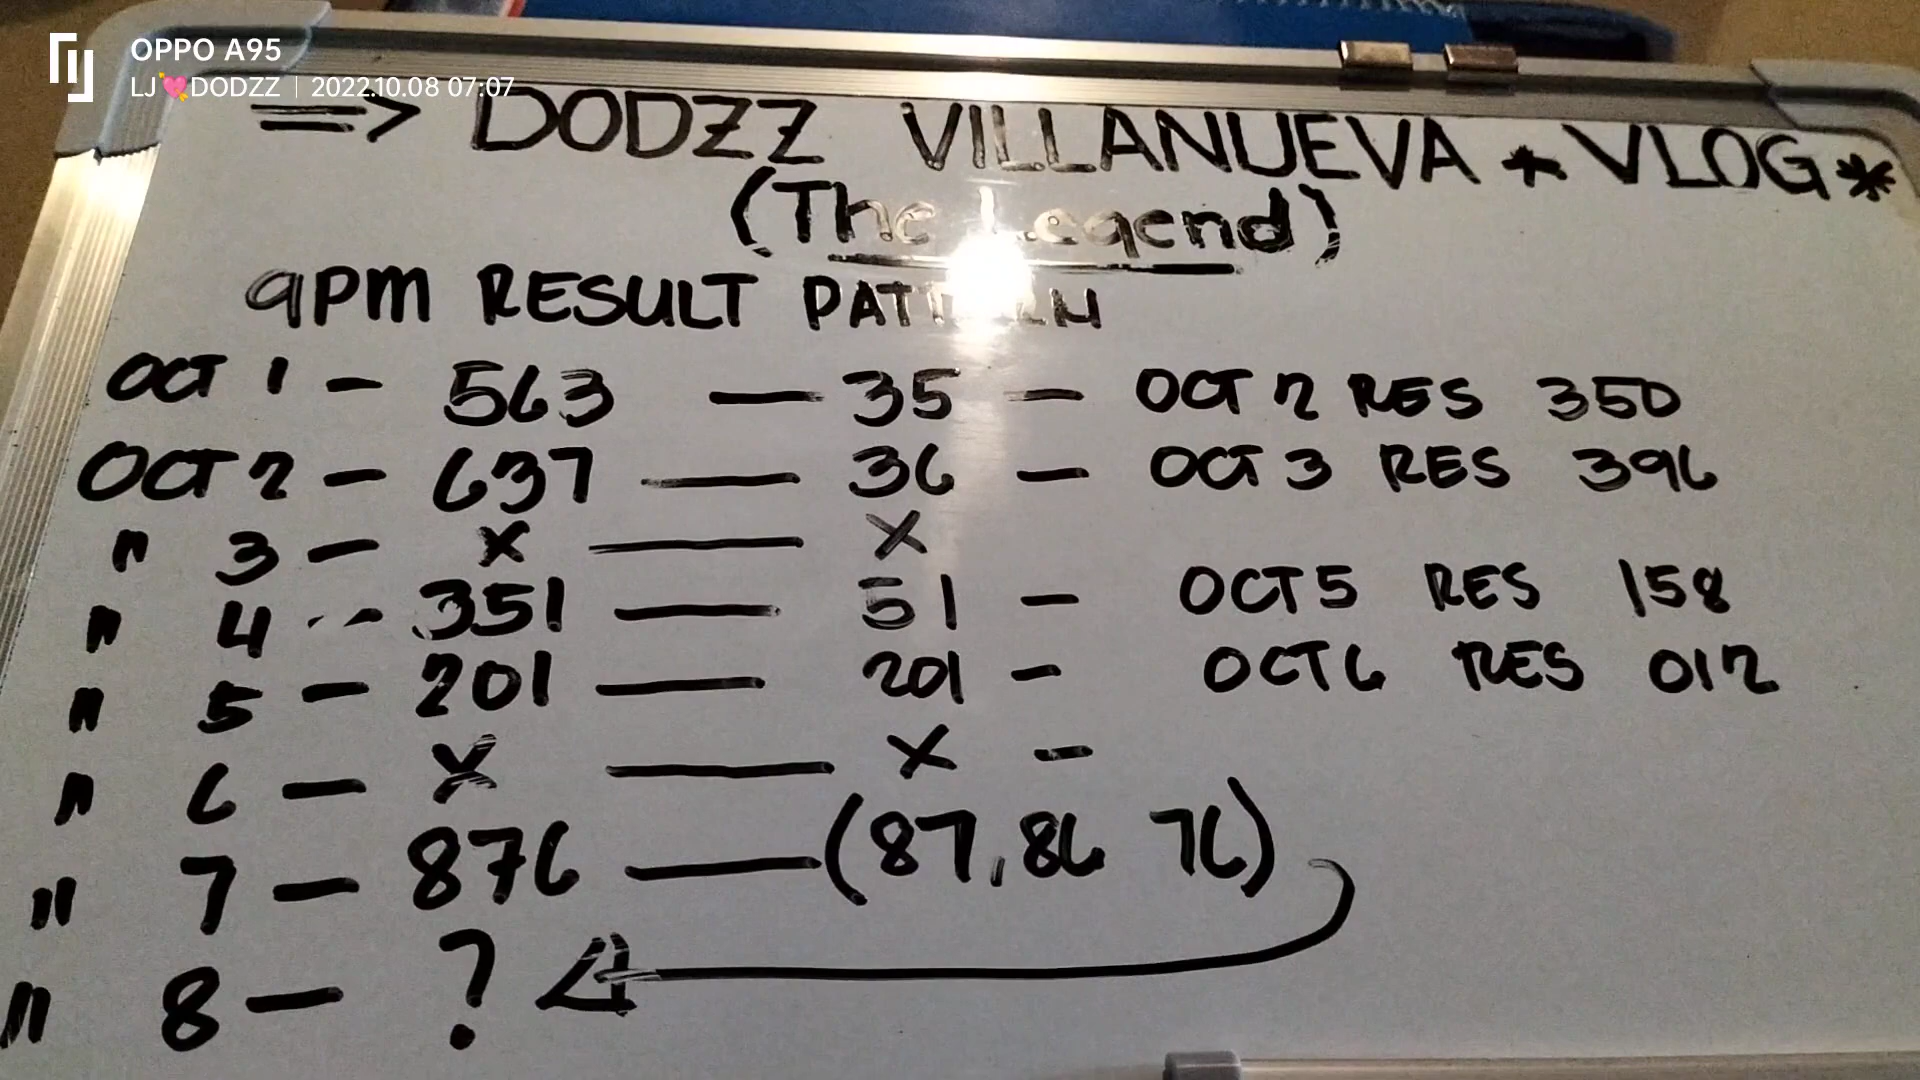 OPPO A95
LJ💘DODZZ | 2022.10.08 07:07
=> DODZZ VILLANUEVA * VLOG *
(The Legend)
9PM RESULT PATTERN
OCT 1 — 563 — 35 — OCT 2 RES 350
OCT 2 — 637 — 36 — OCT 3 RES 396
" 3 — X — X
" 4 — 351 — 51 — OCT 5 RES 158
" 5 — 201 — 201 — OCT 6 RES 012
" 6 — X — X —
" 7 — 876 — (87, 86 76)
" 8 — ?